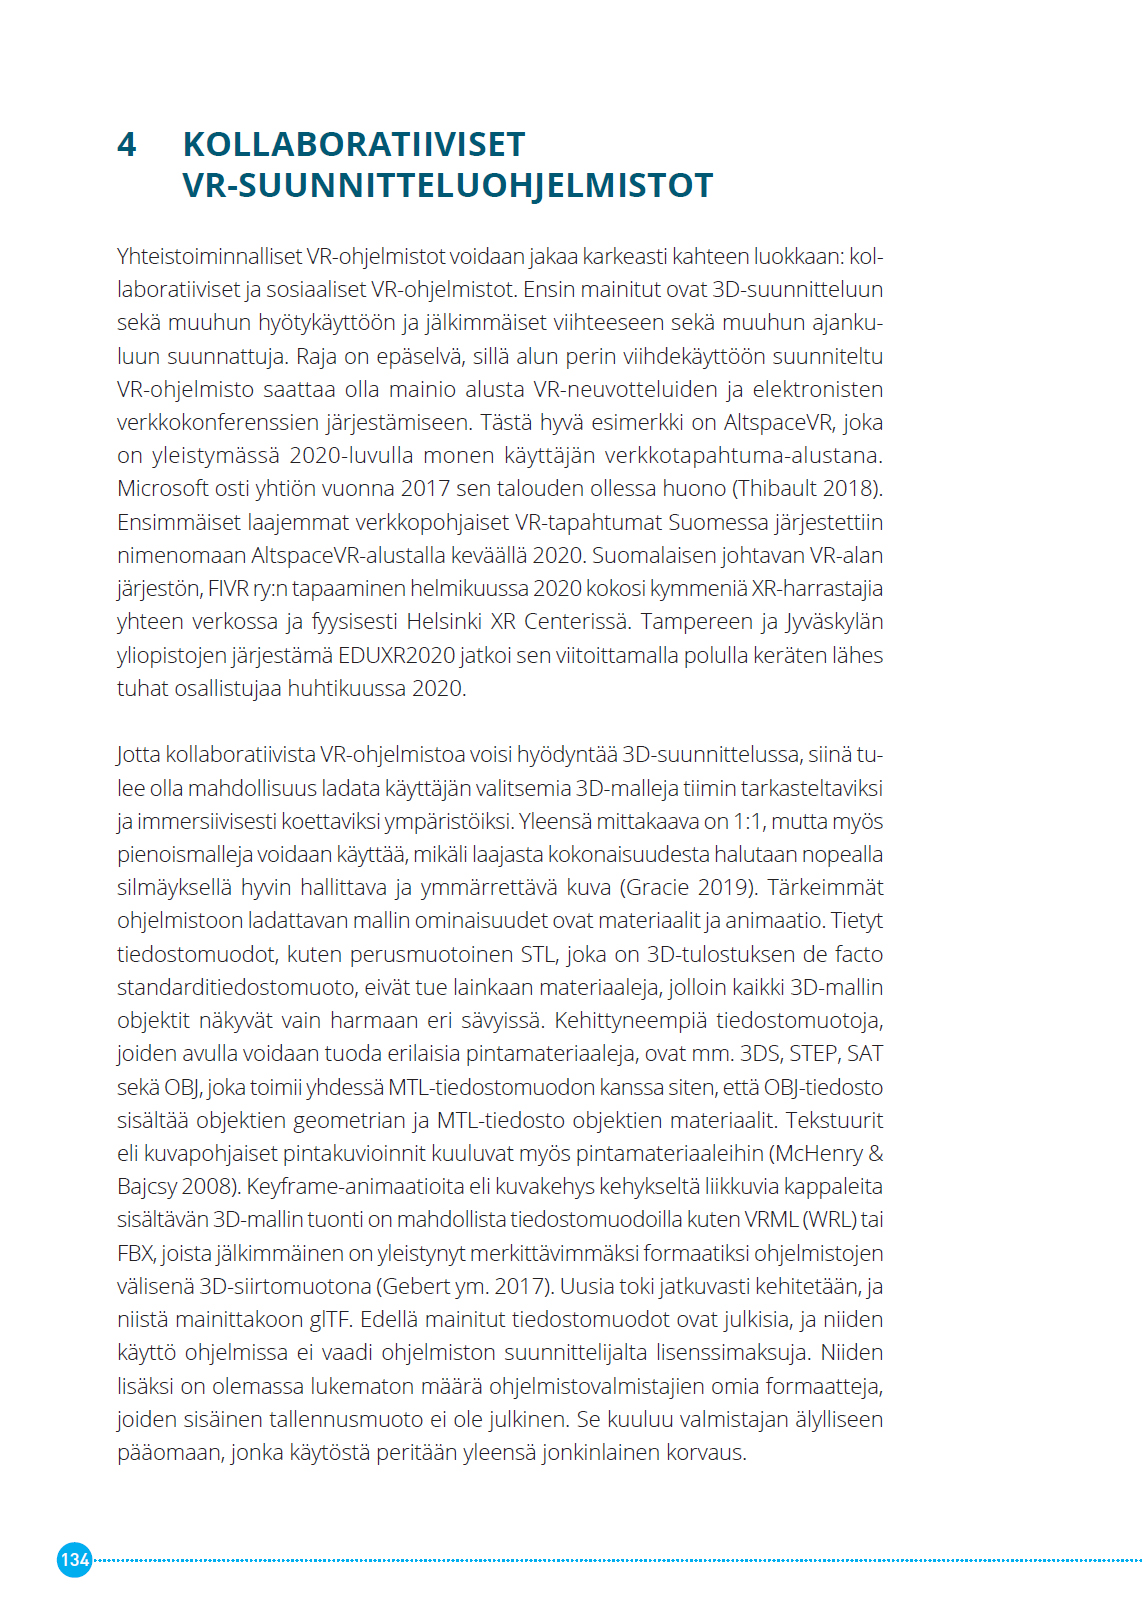 4 KOLLABORATIIVISET
VR-SUUNNITTELUOHJELMISTOT
Yhteistoiminnalliset VR-ohjelmistot voidaan jakaa karkeasti kahteen luokkaan: kol-
laboratiiviset ja sosiaaliset VR-ohjelmistot. Ensin mainitut ovat 3D-suunnitteluun
sekä muuhun hyötykäyttöön ja jälkimmäiset viihteeseen sekä muuhun ajanku-
luun suunnattuja. Raja on epäselvä, sillä alun perin viihdekäyttöön suunniteltu
VR-ohjelmisto saattaa olla mainio alusta VR-neuvotteluiden ja elektronisten
verkkokonferenssien järjestämiseen. Tästä hyvä esimerkki on AltspaceVR, joka
on yleistymässä 2020-luvulla monen käyttäjän verkkotapahtuma-alustana.
Microsoft osti yhtiön vuonna 2017 sen talouden ollessa huono (Thibault 2018).
Ensimmäiset laajemmat verkkopohjaiset VR-tapahtumat Suomessa järjestettiin
nimenomaan AltspaceVR-alustalla keväällä 2020. Suomalaisen johtavan VR-alan
järjestön, FIVR ry:n tapaaminen helmikuussa 2020 kokosi kymmeniä XR-harrastajia
yhteen verkossa ja fyysisesti Helsinki XR Centerissä. Tampereen ja Jyväskylän
yliopistojen järjestämä EDUXR2020 jatkoi sen viitoittamalla polulla keräten lähes
tuhat osallistujaa huhtikuussa 2020.
Jotta kollaboratiivista VR-ohjelmistoa voisi hyödyntää 3D-suunnittelussa, siinä tu-
lee olla mahdollisuus ladata käyttäjän valitsemia 3D-malleja tiimin tarkasteltaviksi
ja immersiivisesti koettaviksi ympäristöiksi. Yleensä mittakaava on 1:1, mutta myös
pienoismalleja voidaan käyttää, mikäli laajasta kokonaisuudesta halutaan nopealla
silmäyksellä hyvin hallittava ja ymmärrettävä kuva (Gracie 2019). Tärkeimmät
ohjelmistoon ladattavan mallin ominaisuudet ovat materiaalit ja animaatio. Tietyt
tiedostomuodot, kuten perusmuotoinen STL, joka on 3D-tulostuksen de facto
standarditiedostomuoto, eivät tue lainkaan materiaaleja, jolloin kaikki 3D-mallin
objektit näkyvät vain harmaan eri sävyissä. Kehittyneempiä tiedostomuotoja,
joiden avulla voidaan tuoda erilaisia pintamateriaaleja, ovat mm. 3DS, STEP, SAT
sekä OBJ, joka toimii yhdessä MTL-tiedostomuodon kanssa siten, että OBJ-tiedosto
sisältää objektien geometrian ja MTL-tiedosto objektien materiaalit. Tekstuurit
eli kuvapohjaiset pintakuvioinnit kuuluvat myös pintamateriaaleihin (McHenry &
Bajcsy 2008). Keyframe-animaatioita eli kuvakehys kehykseltä liikkuvia kappaleita
sisältävän 3D-mallin tuonti on mahdollista tiedostomuodoilla kuten VRML (WRL) tai
FBX, joista jälkimmäinen on yleistynyt merkittävimmäksi formaatiksi ohjelmistojen
välisenä 3D-siirtomuotona (Gebert ym. 2017). Uusia toki jatkuvasti kehitetään, ja
niistä mainittakoon glTF. Edellä mainitut tiedostomuodot ovat julkisia, ja niiden
käyttö ohjelmissa ei vaadi ohjelmiston suunnittelijalta lisenssimaksuja. Niiden
lisäksi on olemassa lukematon määrä ohjelmistovalmistajien omia formaatteja,
joiden sisäinen tallennusmuoto ei ole julkinen. Se kuuluu valmistajan älylliseen
pääomaan, jonka käytöstä peritään yleensä jonkinlainen korvaus.
134